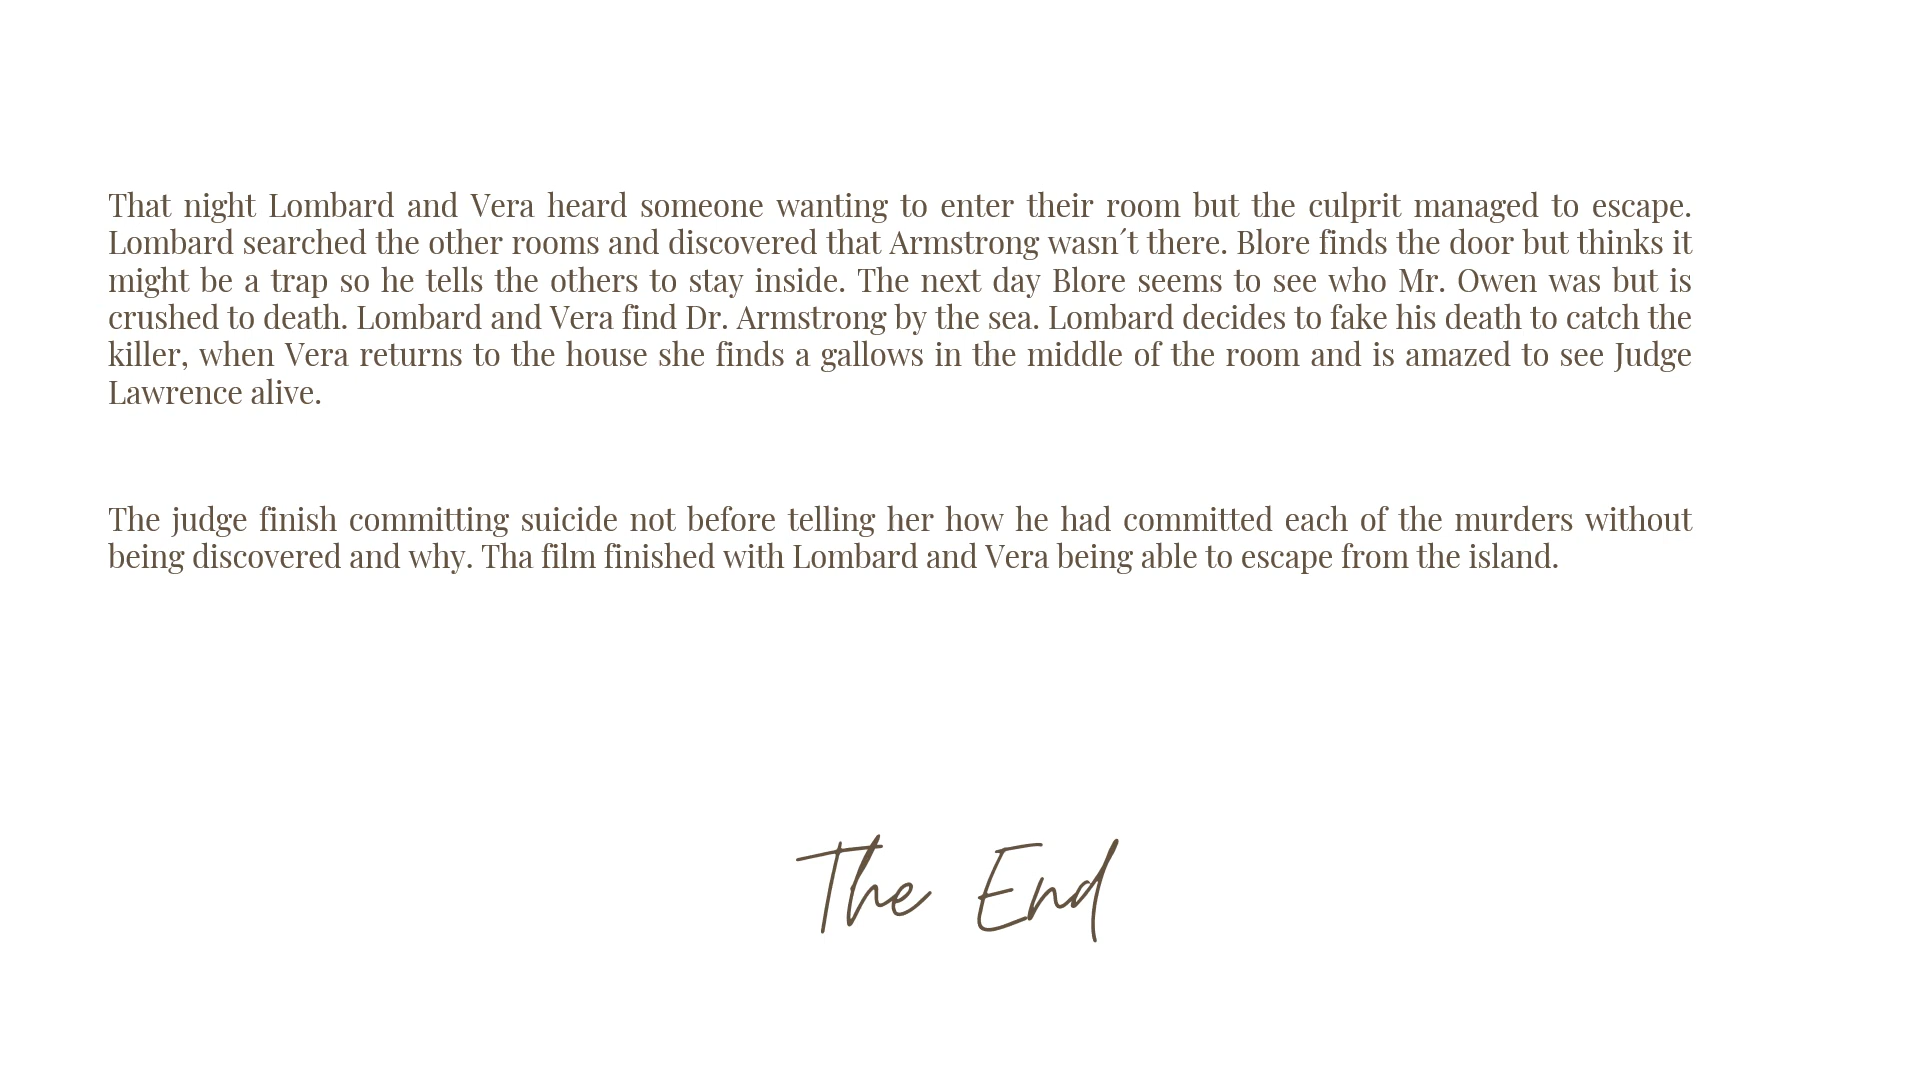 That night Lombard and Vera heard someone wanting to enter their room but the culprit managed to escape.
Lombard searched the other rooms and discovered that Armstrong wasn´t there. Blore finds the door but thinks it
might be a trap so he tells the others to stay inside. The next day Blore seems to see who Mr. Owen was but is
crushed to death. Lombard and Vera find Dr. Armstrong by the sea. Lombard decides to fake his death to catch the
killer, when Vera returns to the house she finds a gallows in the middle of the room and is amazed to see Judge
Lawrence alive.
The judge finish committing suicide not before telling her how he had committed each of the murders without
being discovered and why. Tha film finished with Lombard and Vera being able to escape from the island.
The End